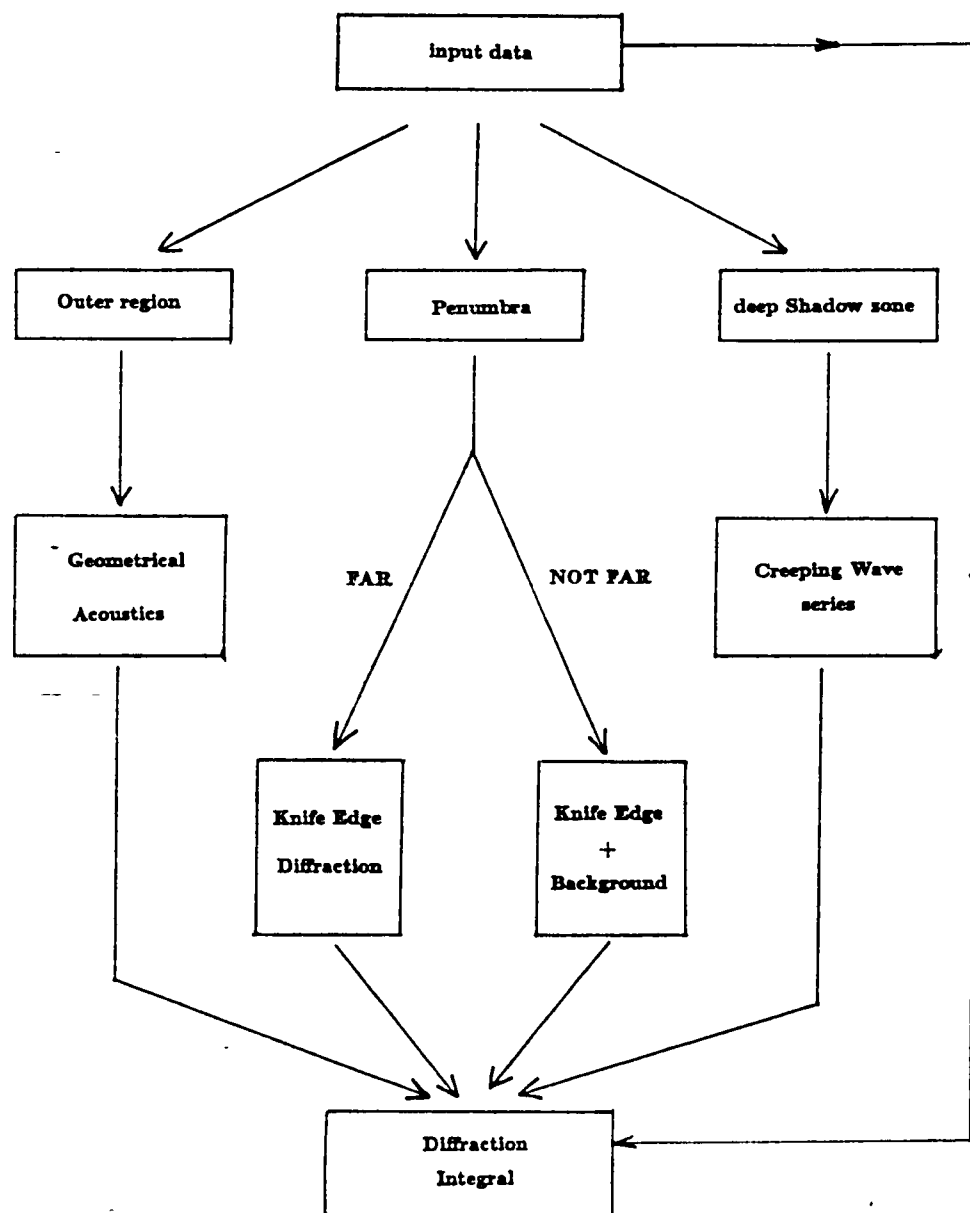 input data
Outer region
Penumbra
deep Shadow zone
Geometrical
Acoustics
FAR
NOT FAR
Creeping Wave
series
Knife Edge
Diffraction
Knife Edge
+
Background
Diffraction
Integral